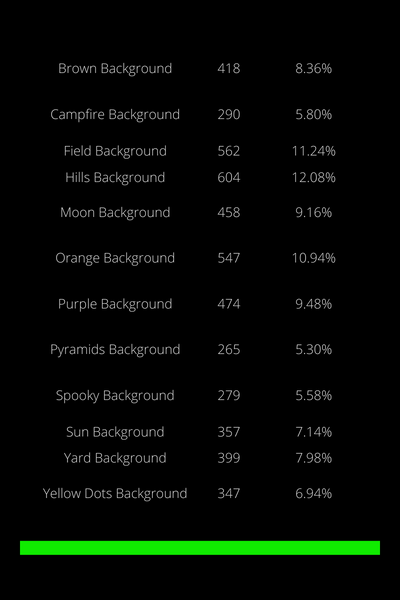 Brown Background 418 8.36%
Campfire Background 290 5.80%
Field Background 562 11.24%
Hills Background 604 12.08%
Moon Background 458 9.16%
Orange Background 547 10.94%
Purple Background 474 9.48%
Pyramids Background 265 5.30%
Spooky Background 279 5.58%
Sun Background 357 7.14%
Yard Background 399 7.98%
Yellow Dots Background 347 6.94%